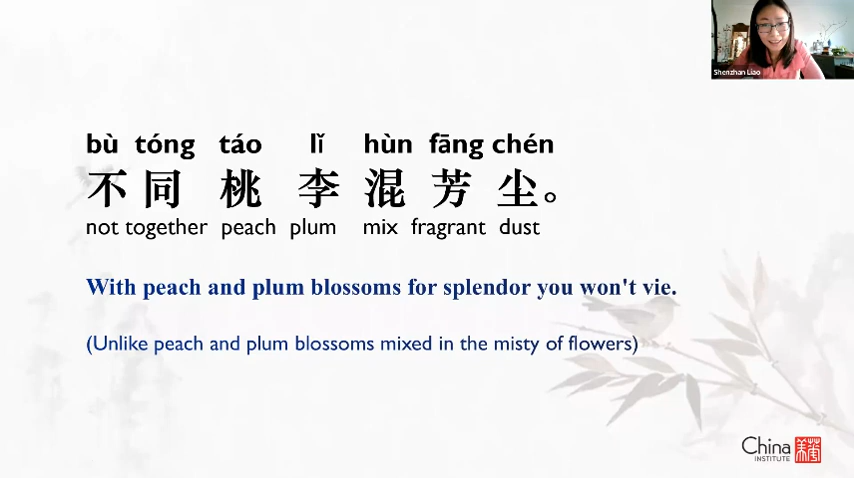 Shenzhan Liao
bù tóng táo lǐ hùn fāng chén
不同桃李混芳尘。
not together peach plum mix fragrant dust
With peach and plum blossoms for splendor you won't vie.
(Unlike peach and plum blossoms mixed in the misty of flowers)
China
INSTITUTE